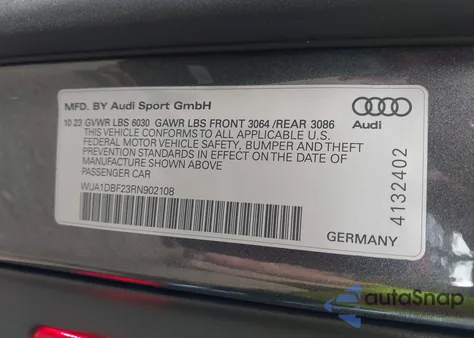 MFD. BY Audi Sport GmbH
10-23 GVWR LBS 6030 GAWR LBS FRONT 3064 /REAR 3086
THIS VEHICLE CONFORMS TO ALL APPLICABLE U.S.
FEDERAL MOTOR VEHICLE SAFETY, BUMPER AND THEFT
PREVENTION STANDARDS IN EFFECT ON THE DATE OF
MANUFACTURE SHOWN ABOVE.
PASSENGER CAR
WUA1DBF23RN902108
Audi
4132402
GERMANY
autoSnap